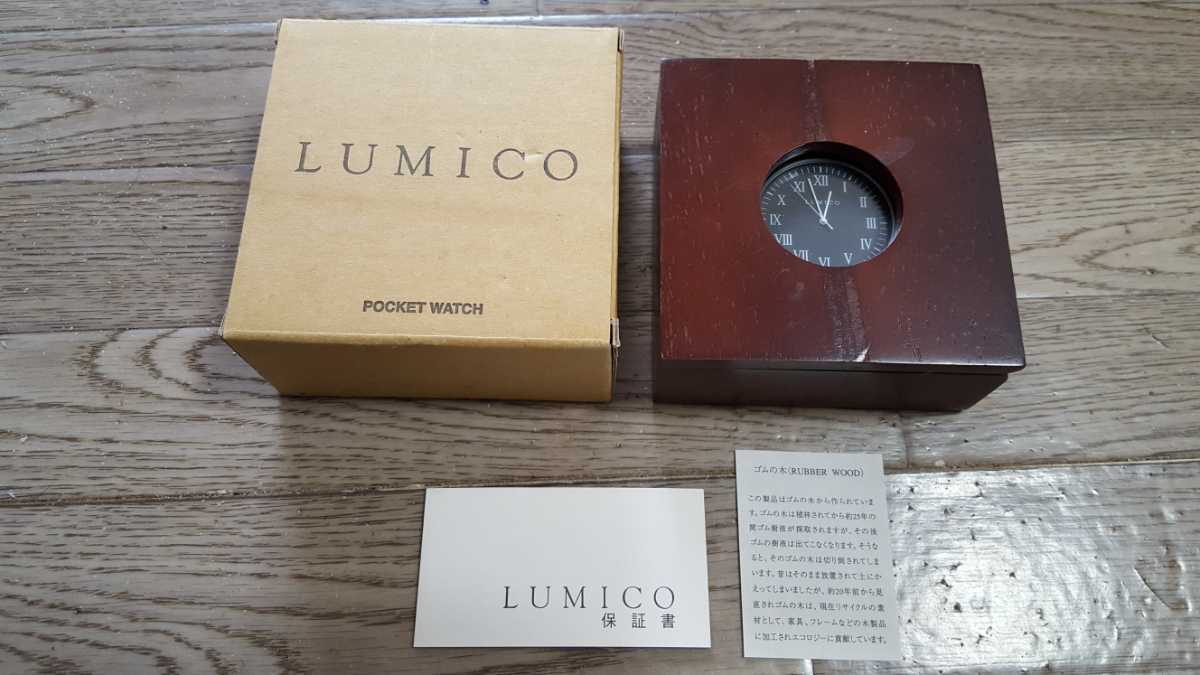 LUMICO
POCKET WATCH
XII
I
II
III
IV
V
VI
VII
VIII
IX
X
XI
LUMICO
LUMICO
保証書
ゴムの木(RUBBER WOOD)
この製品はゴムの木から作られていま
す。ゴムの木は植林されてから約25年の
間ゴム樹液が採取されますが、その後
ゴムの樹液は出てこなくなります。そうな
ると、そのゴムの木は切り倒されてしま
います。昔はそのまま放置されて土にか
えってしまいましたが、約20年前から見
直されゴムの木は、現在リサイクルの素
材として、家具、フレームなどの木製品
に加工されエコロジーに貢献しています。